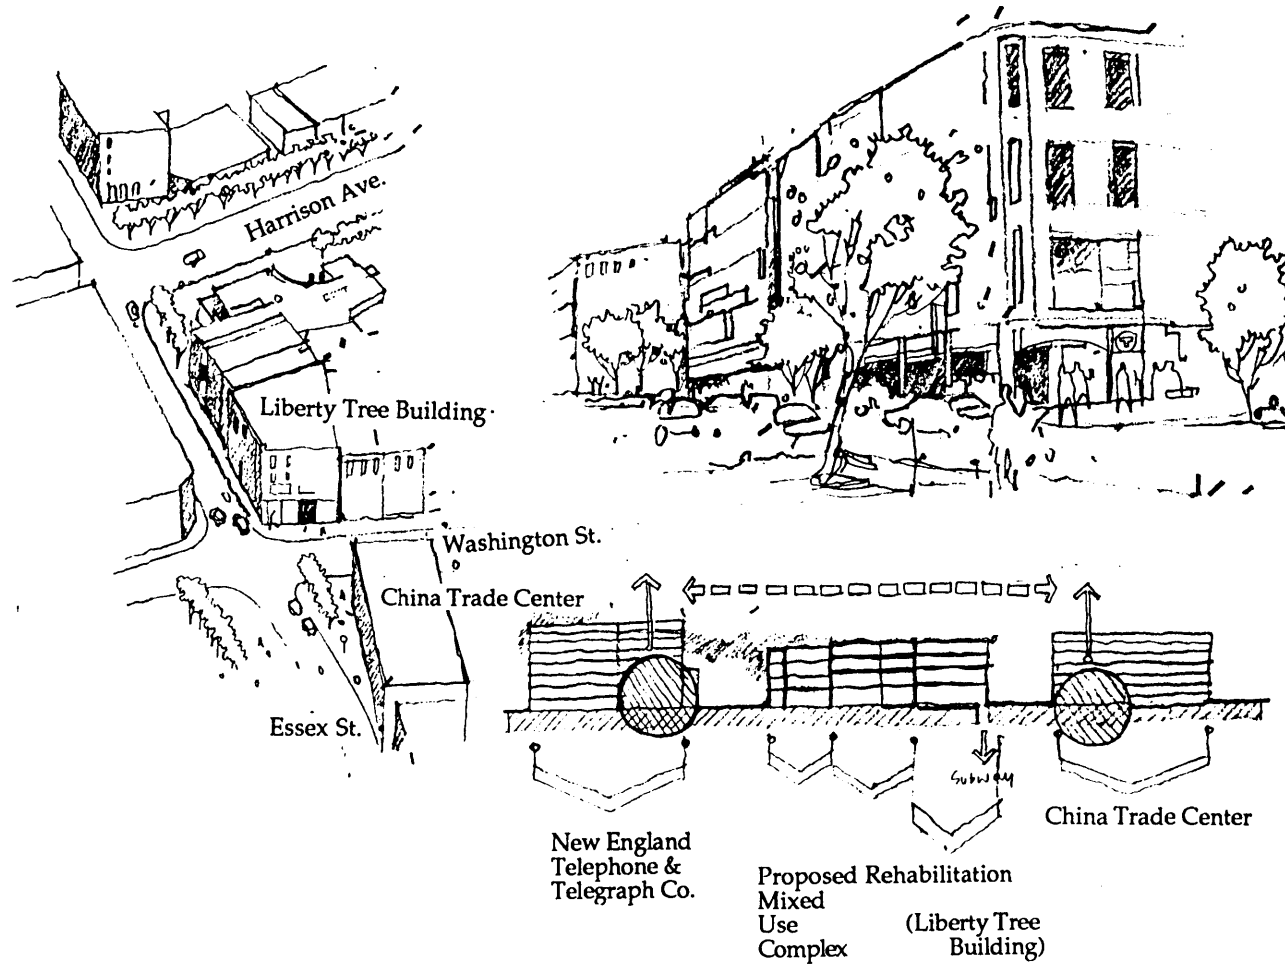 Harrison Ave.
Liberty Tree Building
Washington St.
China Trade Center
Essex St.
T
Subway
New England
Telephone &
Telegraph Co.
Proposed Rehabilitation
Mixed
Use (Liberty Tree
Complex Building)
China Trade Center